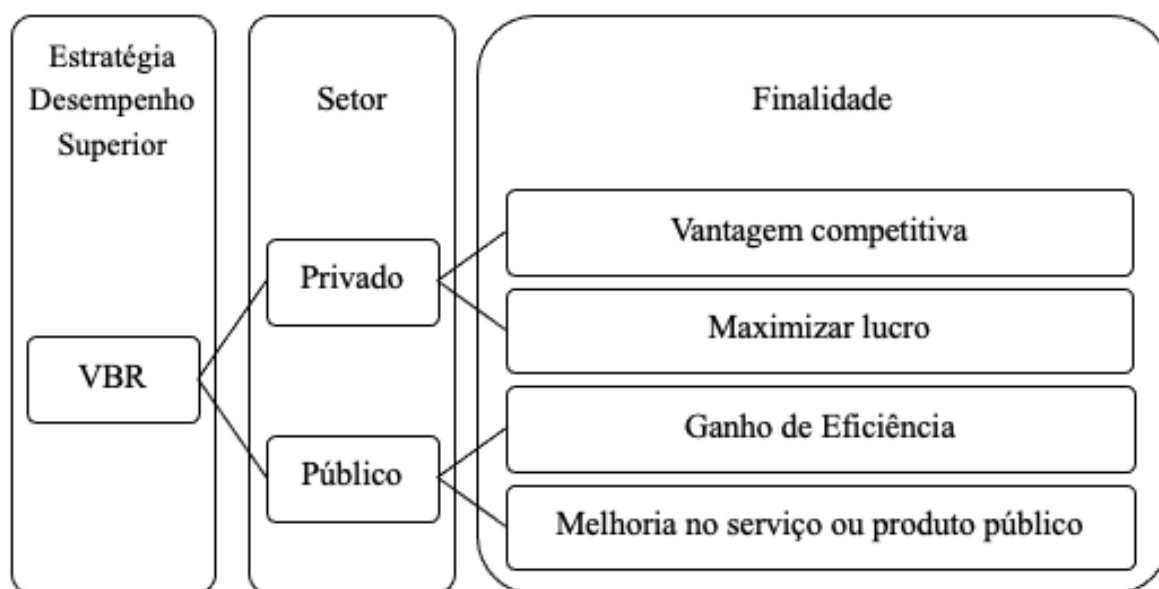 Estratégia
Desempenho
Superior
Setor
Finalidade
VBR
Privado
Público
Vantagem competitiva
Maximizar lucro
Ganho de Eficiência
Melhoria no serviço ou produto público